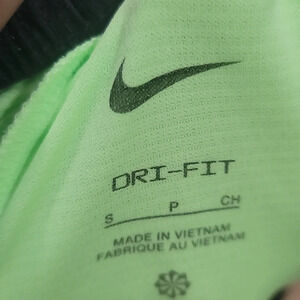 DRI-FIT
S P CH
MADE IN VIETNAM
FABRIQUE AU VIETNAM